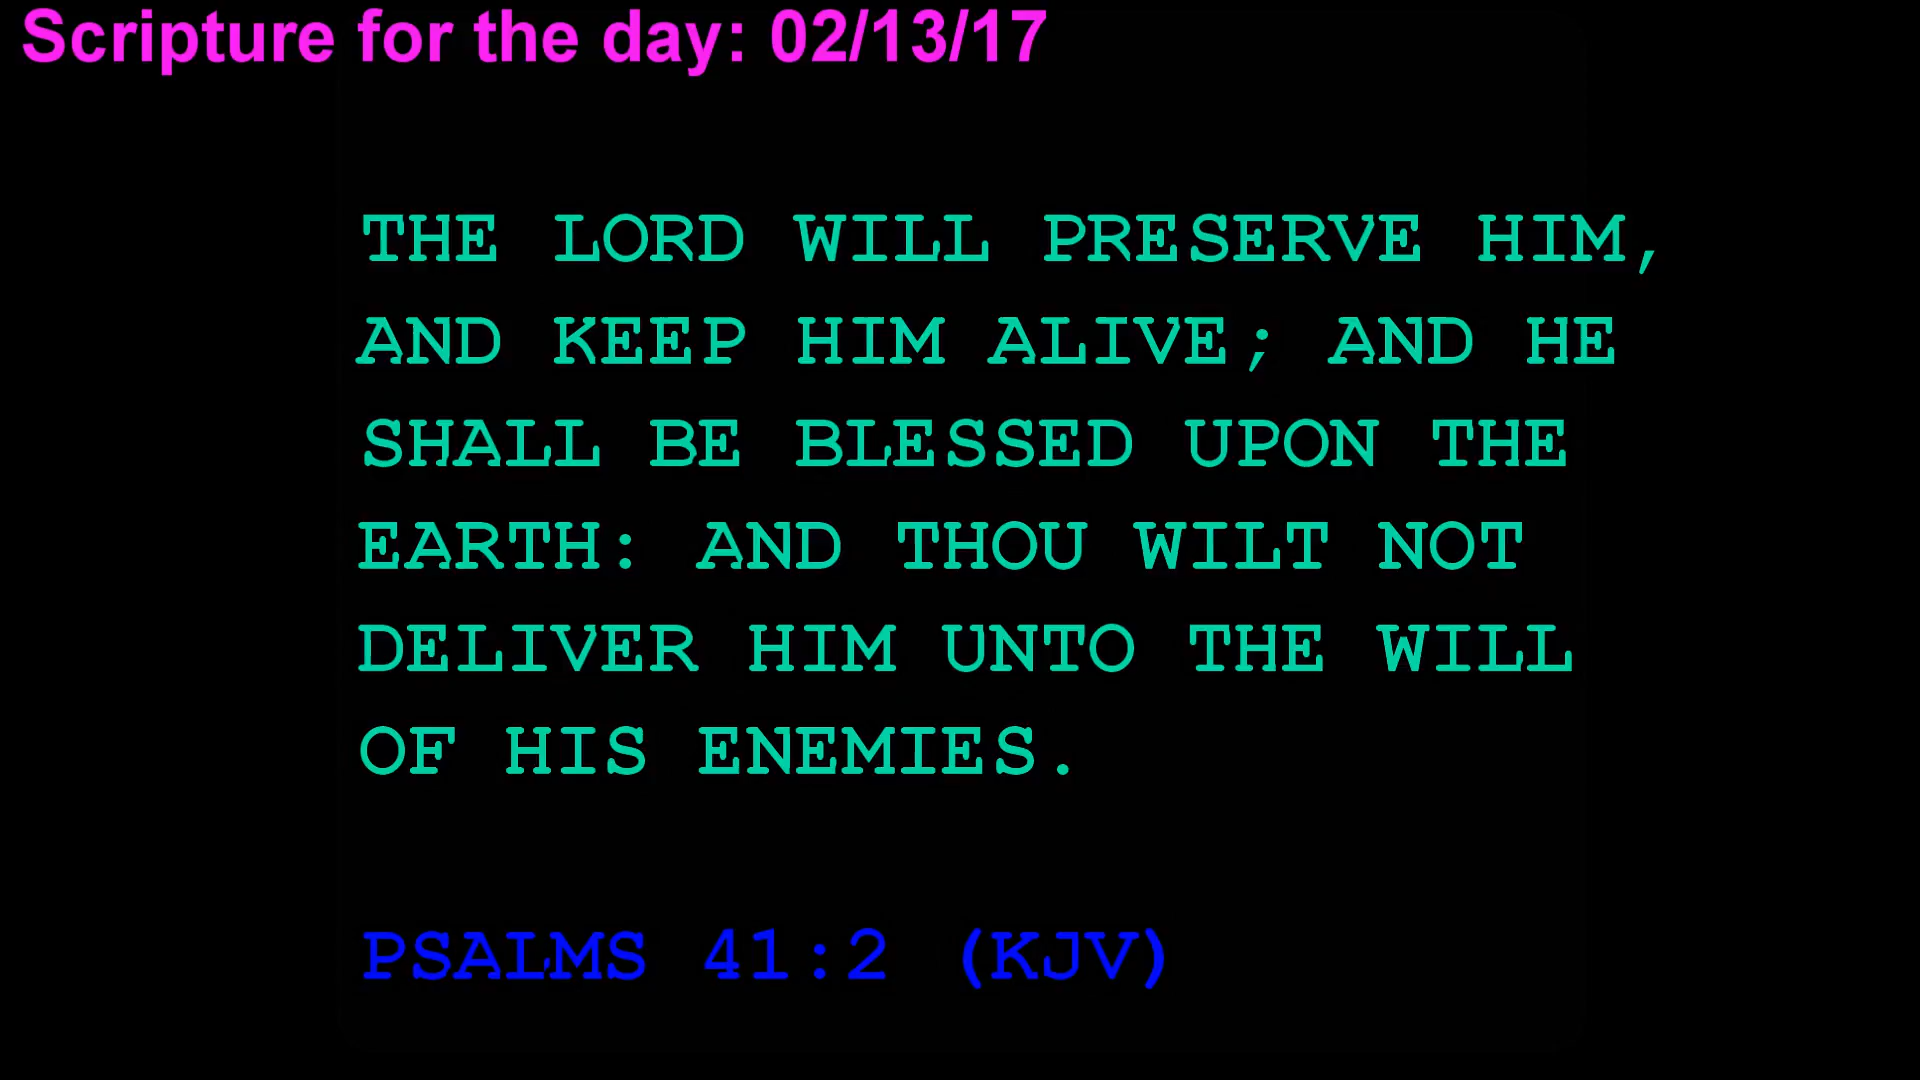 Scripture for the day: 02/13/17
THE LORD WILL PRESERVE HIM,
AND KEEP HIM ALIVE; AND HE
SHALL BE BLESSED UPON THE
EARTH: AND THOU WILT NOT
DELIVER HIM UNTO THE WILL
OF HIS ENEMIES.
PSALMS 41:2 (KJV)